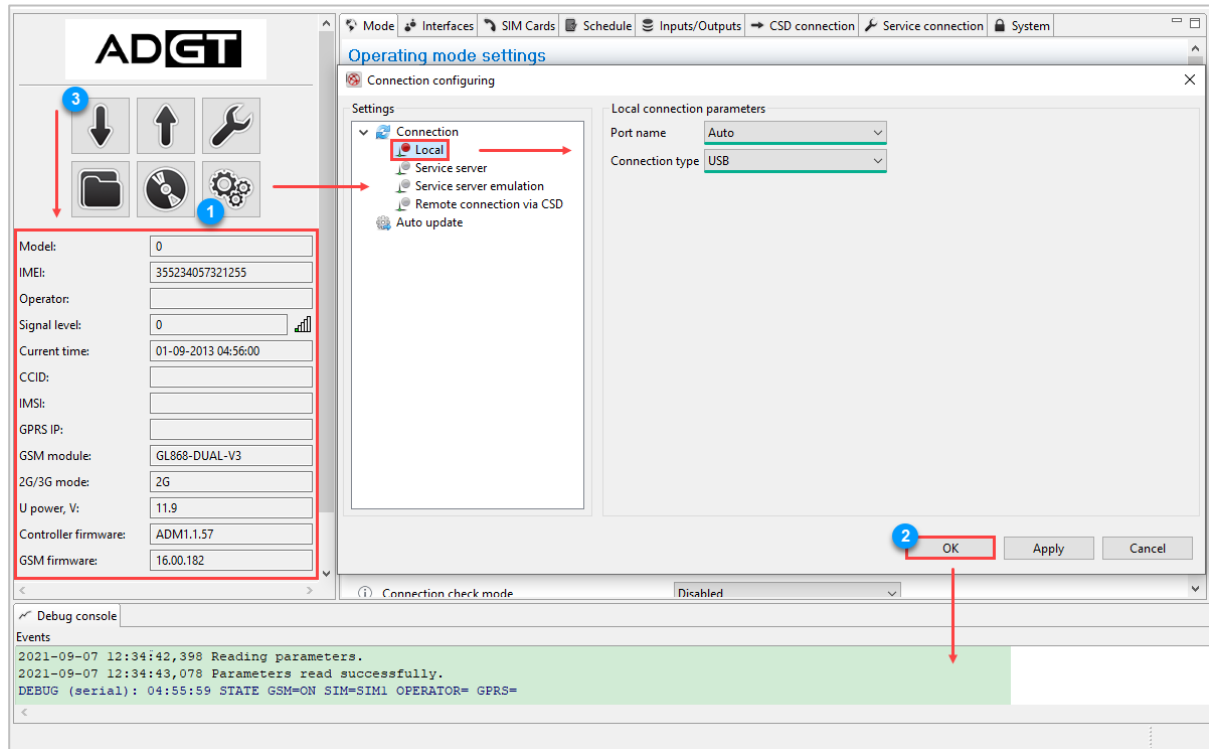 ADGT
3
1
Model: 0
IMEI: 355234057321255
Operator:
Signal level: 0
Current time: 01-09-2013 04:56:00
CCID:
IMSI:
GPRS IP:
GSM module: GL868-DUAL-V3
2G/3G mode: 2G
U power, V: 11.9
Controller firmware: ADM1.1.57
GSM firmware: 16.00.182
Mode Interfaces SIM Cards Schedule Inputs/Outputs CSD connection Service connection System
Operating mode settings
Connection configuring
Settings
Connection
Local
Service server
Service server emulation
Remote connection via CSD
Auto update
Local connection parameters
Port name Auto
Connection type USB
2
OK Apply Cancel
Connection check mode Disabled
Debug console
Events
2021-09-07 12:34:42,398 Reading parameters.
2021-09-07 12:34:43,078 Parameters read successfully.
DEBUG (serial): 04:55:59 STATE GSM=ON SIM=SIM1 OPERATOR= GPRS=